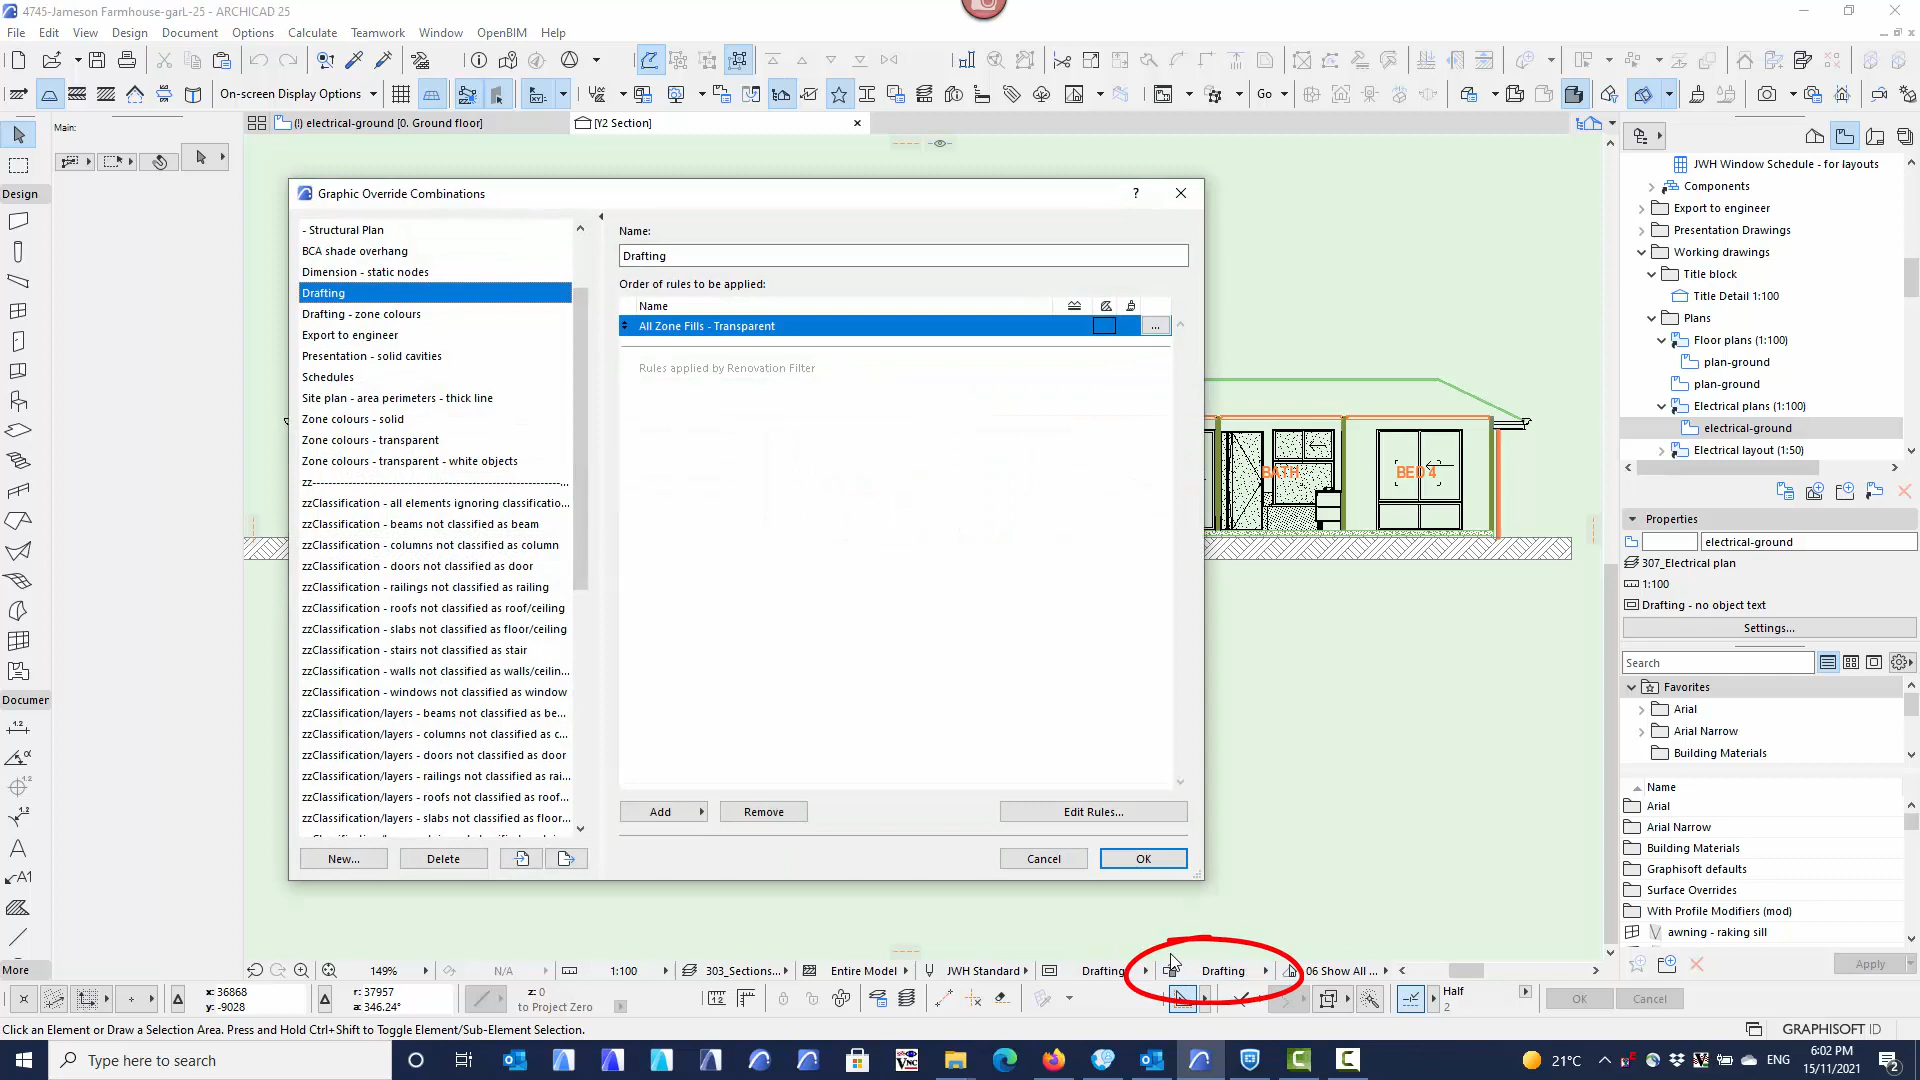 4745-Jameson Farmhouse-garL-25 - ARCHICAD 25
File Edit View Design Document Options Calculate Teamwork Window OpenBIM Help
On-screen Display Options
Go
Main:
(!) electrical-ground [0. Ground floor]
[Y2 Section]
Design
Graphic Override Combinations
?
- Structural Plan
BCA shade overhang
Dimension - static nodes
Drafting
Drafting - zone colours
Export to engineer
Presentation - solid cavities
Schedules
Site plan - area perimeters - thick line
Zone colours - solid
Zone colours - transparent
Zone colours - transparent - white objects
zz-------------------------------------------------...
zzClassification - all elements ignoring classificatio...
zzClassification - beams not classified as beam
zzClassification - columns not classified as column
zzClassification - doors not classified as door
zzClassification - railings not classified as railing
zzClassification - roofs not classified as roof/ceiling
zzClassification - slabs not classified as floor/ceiling
zzClassification - stairs not classified as stair
zzClassification - walls not classified as walls/ceilin...
zzClassification - windows not classified as window
zzClassification/layers - beams not classified as be...
zzClassification/layers - columns not classified as c...
zzClassification/layers - doors not classified as door
zzClassification/layers - railings not classified as rai...
zzClassification/layers - roofs not classified as roof...
zzClassification/layers - slabs not classified as floor...
New...
Delete
Name:
Drafting
Order of rules to be applied:
Name
All Zone Fills - Transparent
...
Rules applied by Renovation Filter
Add
Remove
Edit Rules...
Cancel
OK
BATH
BED 4
JWH Window Schedule - for layouts
Components
Export to engineer
Presentation Drawings
Working drawings
Title block
Title Detail 1:100
Plans
Floor plans (1:100)
plan-ground
plan-ground
Electrical plans (1:100)
electrical-ground
Electrical layout (1:50)
Properties
electrical-ground
307_Electrical plan
1:100
Drafting - no object text
Settings...
Search
Favorites
Arial
Arial Narrow
Building Materials
Name
Arial
Arial Narrow
Building Materials
Graphisoft defaults
Surface Overrides
With Profile Modifiers (mod)
awning - raking sill
Apply
Documen
1.2
1.2
1.2
A
A1
More
149%
N/A
1:100
303_Sections...
Entire Model
JWH Standard
Drafting
Drafting
06 Show All ...
x: 36868
y: -9028
r: 37957
a: 346.24°
z: 0
to Project Zero
Half
2
OK
Cancel
Click an Element or Draw a Selection Area. Press and Hold Ctrl+Shift to Toggle Element/Sub-Element Selection.
GRAPHISOFT ID
Type here to search
21°C
ENG
6:02 PM
15/11/2021
2